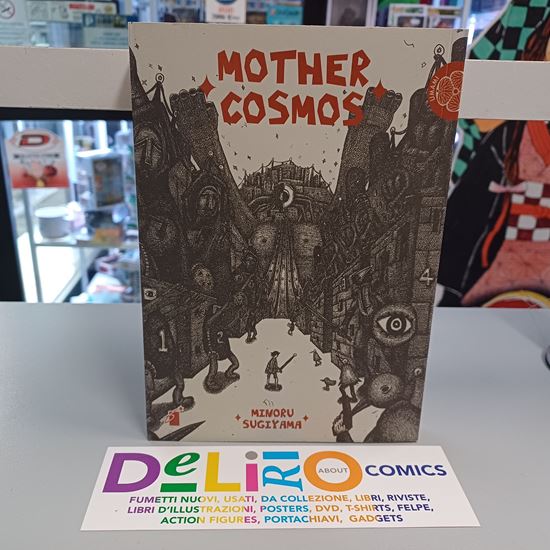 MOTHER
COSMOS
UMAMI
1
2
4
MINORU
SUGIYAMA
DeLiRiO
ABOUT
COMICS
FUMETTI NUOVI, USATI, DA COLLEZIONE, LIBRI, RIVISTE,
LIBRI D'ILLUSTRAZIONI, POSTERS, DVD, T-SHIRTS, FELPE,
ACTION FIGURES, PORTACHIAVI, GADGETS